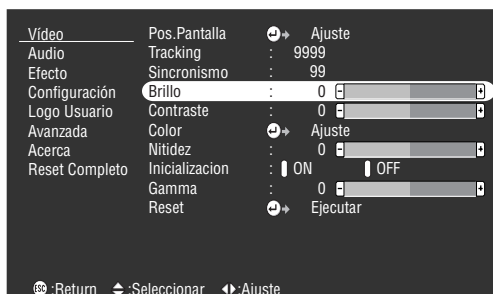 Vídeo
Audio
Efecto
Configuración
Logo Usuario
Avanzada
Acerca
Reset Completo
Pos.Pantalla Ajuste
Tracking : 9999
Sincronismo : 99
Brillo : 0 - +
Contraste : 0 - +
Color Ajuste
Nitidez : 0 - +
Inicializacion : ON OFF
Gamma : 0 - +
Reset Ejecutar
ESC :Return :Seleccionar :Ajuste